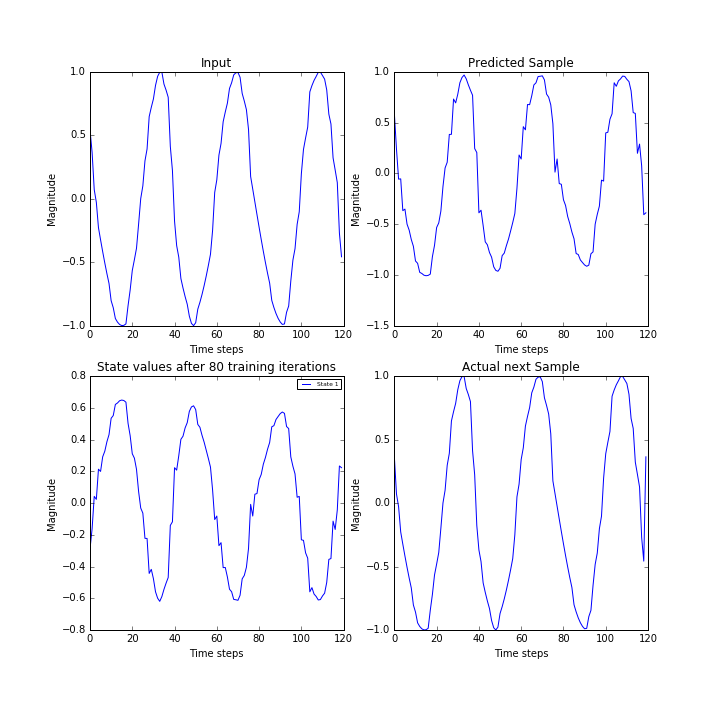 Input
1.0
0.5
0.0
−0.5
−1.0
Magnitude
0 20 40 60 80 100 120
Time steps
Predicted Sample
1.0
0.5
0.0
−0.5
−1.0
−1.5
Magnitude
0 20 40 60 80 100 120
Time steps
State values after 80 training iterations
State 1
0.8
0.6
0.4
0.2
0.0
−0.2
−0.4
−0.6
−0.8
Magnitude
0 20 40 60 80 100 120
Time steps
Actual next Sample
1.0
0.5
0.0
−0.5
−1.0
Magnitude
0 20 40 60 80 100 120
Time steps